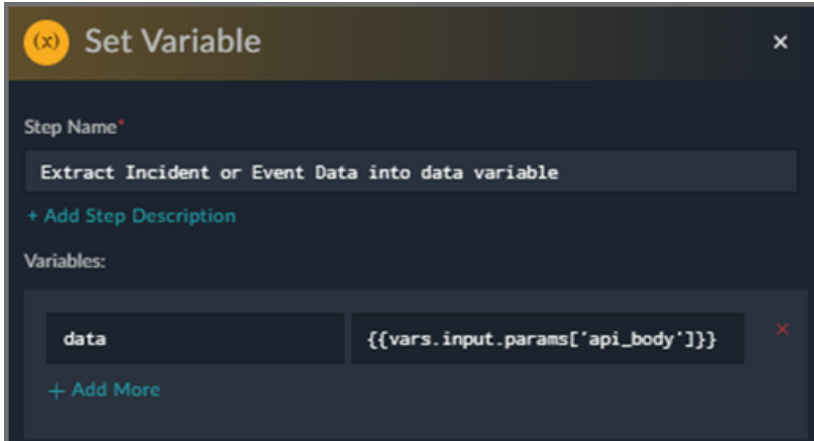 (x) Set Variable ×
Step Name*
Extract Incident or Event Data into data variable
+ Add Step Description
Variables:
data {{vars.input.params['api_body']}} ×
+ Add More